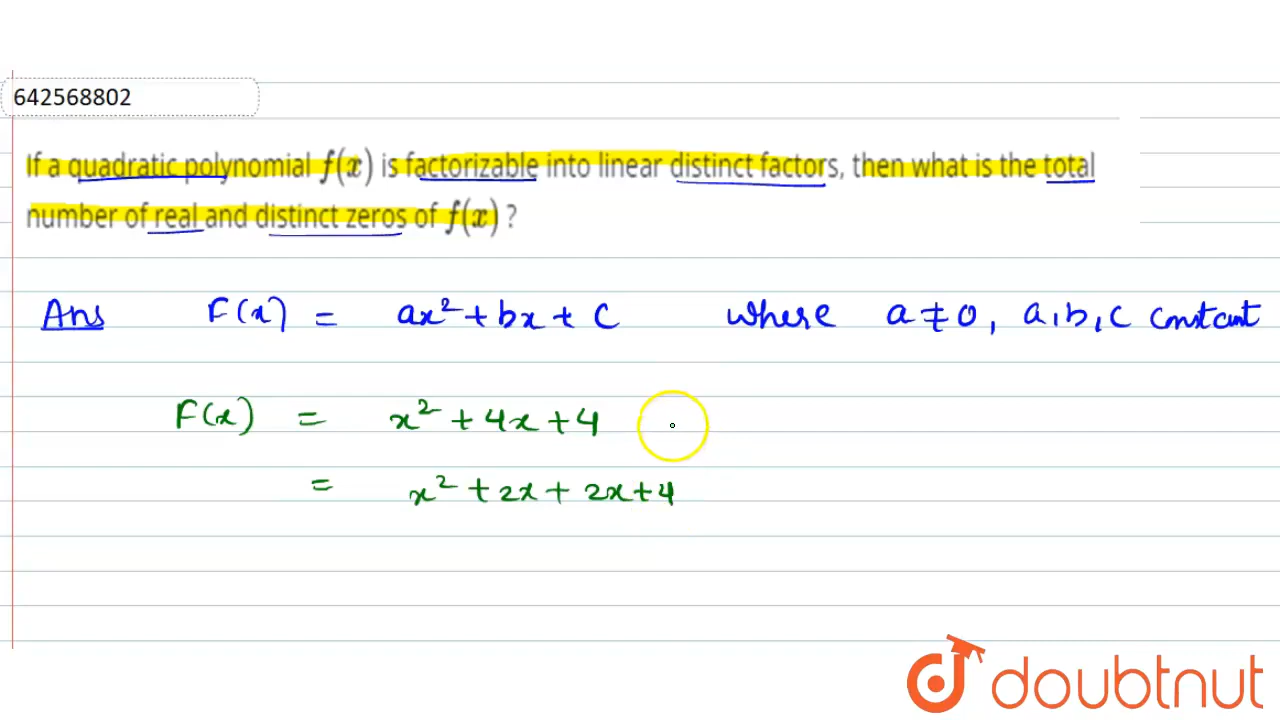 642568802
If a quadratic polynomial f(x) is factorizable into linear distinct factors, then what is the total
number of real and distinct zeros of f(x) ?
Ans F(x) = ax² + bx + c where a ≠ 0, a, b, c constant
F(x) = x² + 4x + 4
= x² + 2x + 2x + 4
doubtnut